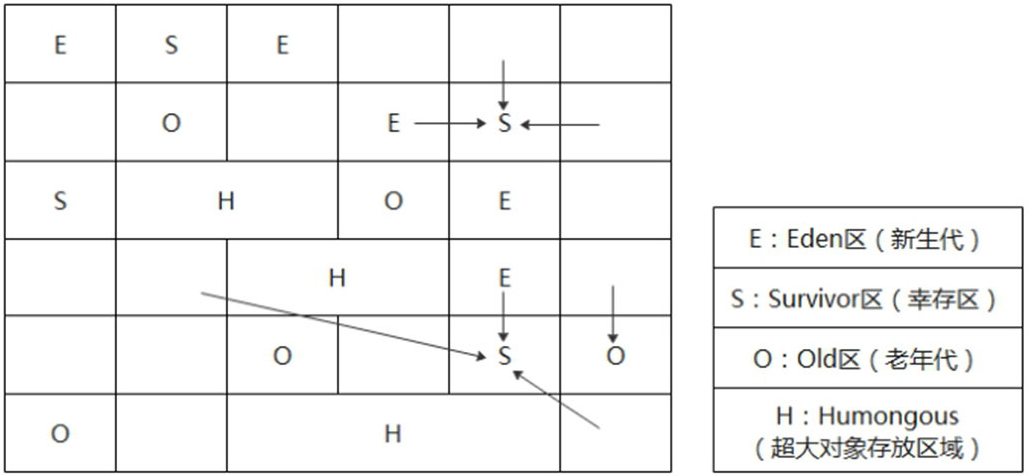 E S E
O E S
S H O E
H E
O S O
O H
E：Eden区（新生代）
S：Survivor区（幸存区）
O：Old区（老年代）
H：Humongous
（超大对象存放区域）